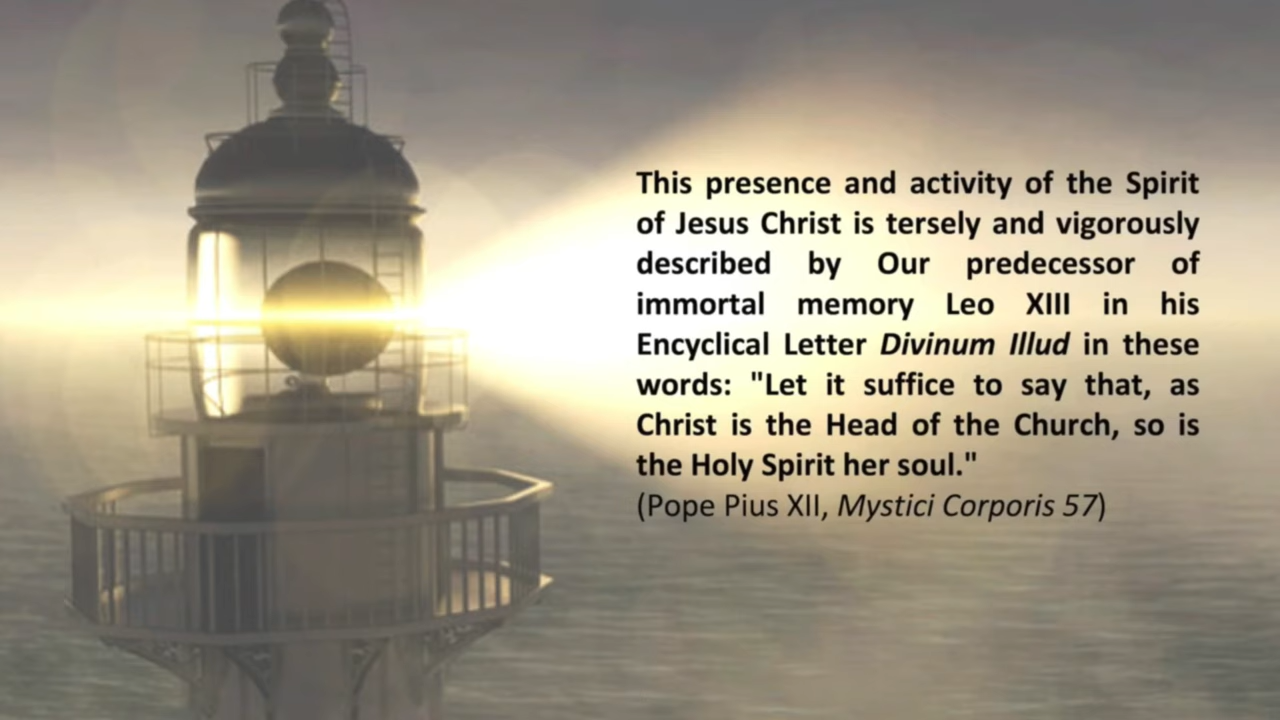 This presence and activity of the Spirit
of Jesus Christ is tersely and vigorously
described by Our predecessor of
immortal memory Leo XIII in his
Encyclical Letter Divinum Illud in these
words: "Let it suffice to say that, as
Christ is the Head of the Church, so is
the Holy Spirit her soul."
(Pope Pius XII, Mystici Corporis 57)